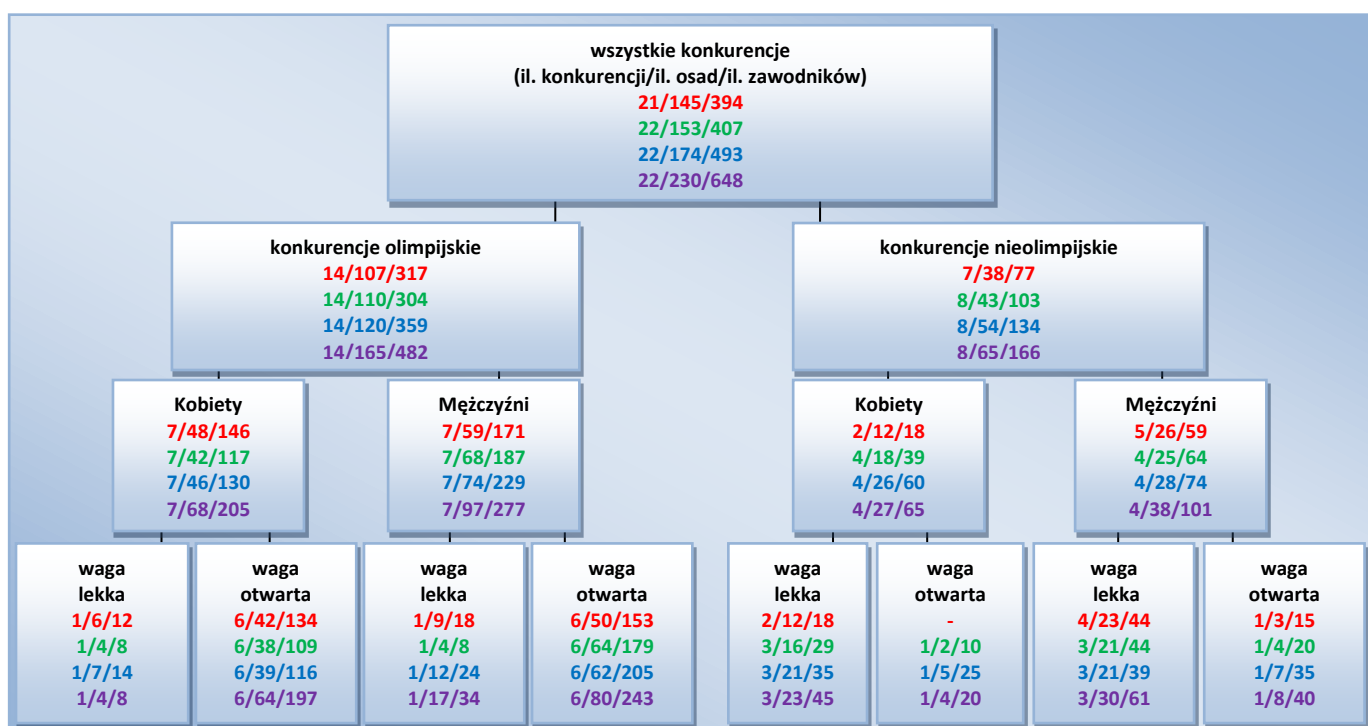 wszystkie konkurencje
(il. konkurencji/il. osad/il. zawodników)
21/145/394
22/153/407
22/174/493
22/230/648
konkurencje olimpijskie
14/107/317
14/110/304
14/120/359
14/165/482
konkurencje nieolimpijskie
7/38/77
8/43/103
8/54/134
8/65/166
Kobiety
7/48/146
7/42/117
7/46/130
7/68/205
Mężczyźni
7/59/171
7/68/187
7/74/229
7/97/277
Kobiety
2/12/18
4/18/39
4/26/60
4/27/65
Mężczyźni
5/26/59
4/25/64
4/28/74
4/38/101
waga
lekka
1/6/12
1/4/8
1/7/14
1/4/8
waga
otwarta
6/42/134
6/38/109
6/39/116
6/64/197
waga
lekka
1/9/18
1/4/8
1/12/24
1/17/34
waga
otwarta
6/50/153
6/64/179
6/62/205
6/80/243
waga
lekka
2/12/18
3/16/29
3/21/35
3/23/45
waga
otwarta
-
1/2/10
1/5/25
1/4/20
waga
lekka
4/23/44
3/21/44
3/21/39
3/30/61
waga
otwarta
1/3/15
1/4/20
1/7/35
1/8/40